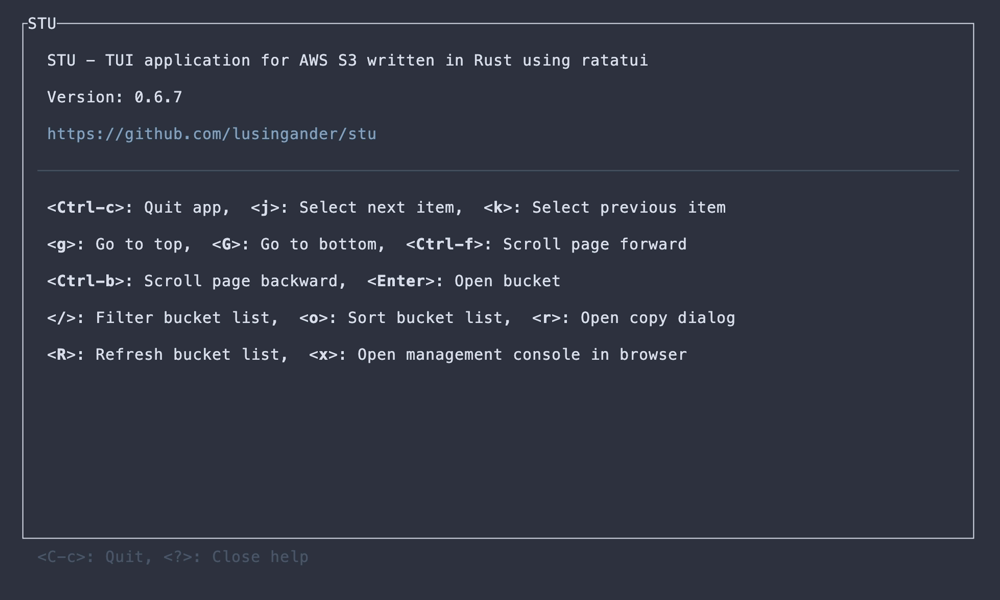 STU
STU - TUI application for AWS S3 written in Rust using ratatui
Version: 0.6.7
https://github.com/lusingander/stu
<Ctrl-c>: Quit app,  <j>: Select next item,  <k>: Select previous item
<g>: Go to top,  <G>: Go to bottom,  <Ctrl-f>: Scroll page forward
<Ctrl-b>: Scroll page backward,  <Enter>: Open bucket
</>: Filter bucket list,  <o>: Sort bucket list,  <r>: Open copy dialog
<R>: Refresh bucket list,  <x>: Open management console in browser
<C-c>: Quit, <?>: Close help